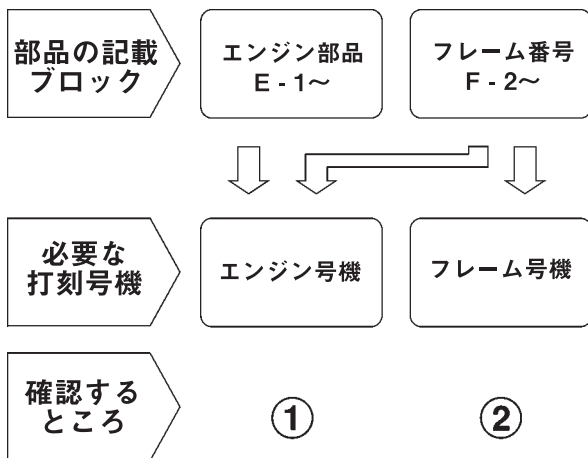 部品の記載
ブロック
エンジン部品
E - 1〜
フレーム番号
F - 2〜
必要な
打刻号機
エンジン号機
フレーム号機
確認する
ところ
①
②